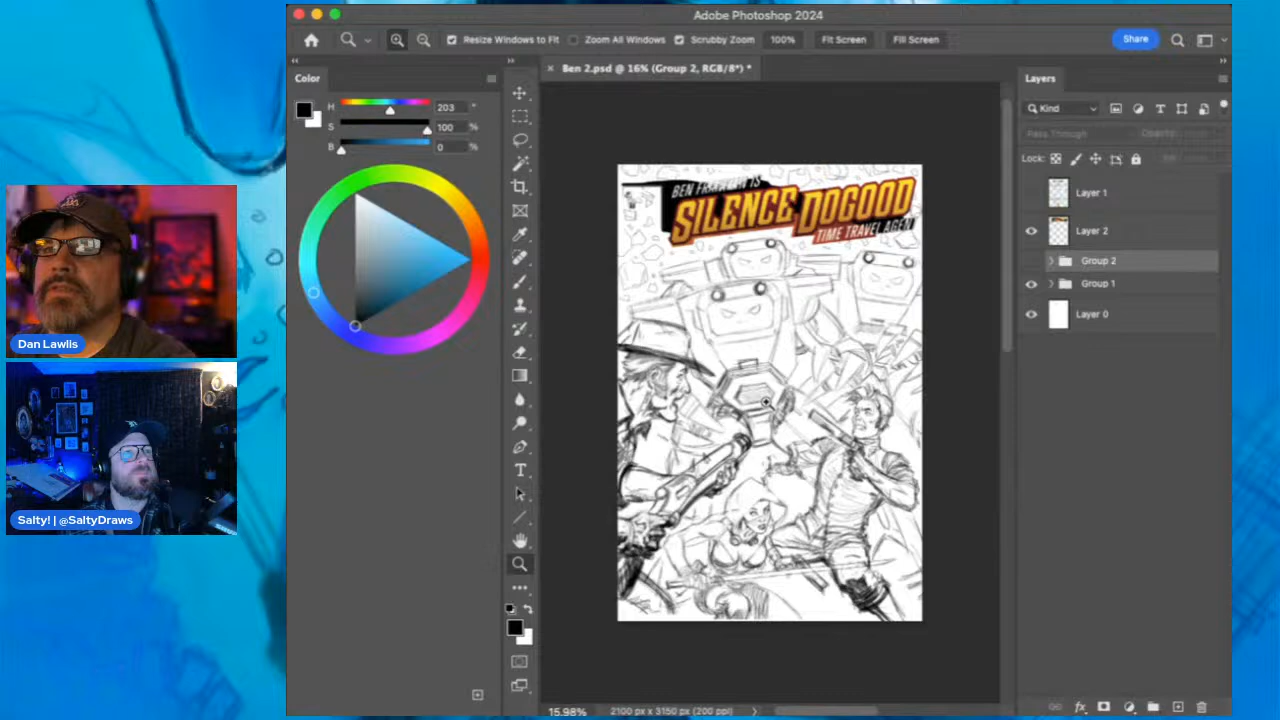 Adobe Photoshop 2024
Resize Windows to Fit
Zoom All Windows
Scrubby Zoom
100%
Fit Screen
Fill Screen
Share
Color
Ben 2.psd @ 16% (Group 2, RGB/8*) *
Layers
H 203 °
S 100 %
B 0 %
Kind
Pass Through
Opacity
Lock:
Layer 1
Layer 2
Group 2
Group 1
Layer 0
BEN FRANKLIN IS
SILENCE DOGOOD
TIME TRAVEL AGENT
Dan Lawlis
Salty! | @SaltyDraws
15.98%
2100 px x 3150 px (200 ppi)